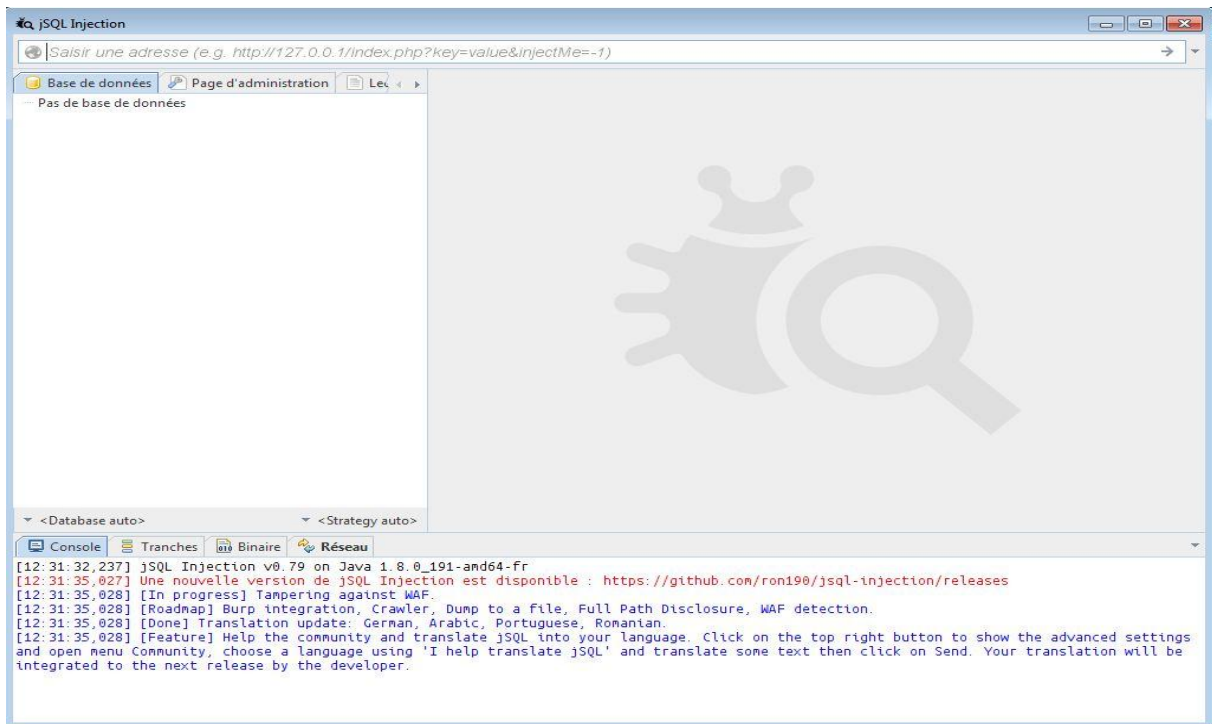 jSQL Injection
Saisir une adresse (e.g. http://127.0.0.1/index.php?key=value&injectMe=-1)
Base de données Page d'administration Lec
Pas de base de données
<Database auto> <Strategy auto>
Console Tranches Binaire Réseau
[12:31:32,237] jSQL Injection v0.79 on Java 1.8.0_191-amd64-fr
[12:31:35,027] Une nouvelle version de jSQL Injection est disponible : https://github.com/ron190/jsql-injection/releases
[12:31:35,028] [In progress] Tampering against WAF.
[12:31:35,028] [Roadmap] Burp integration, Crawler, Dump to a file, Full Path Disclosure, WAF detection.
[12:31:35,028] [Done] Translation update: German, Arabic, Portuguese, Romanian.
[12:31:35,028] [Feature] Help the community and translate jSQL into your language. Click on the top right button to show the advanced settings
and open menu Community, choose a language using 'I help translate jSQL' and translate some text then click on Send. Your translation will be
integrated to the next release by the developer.